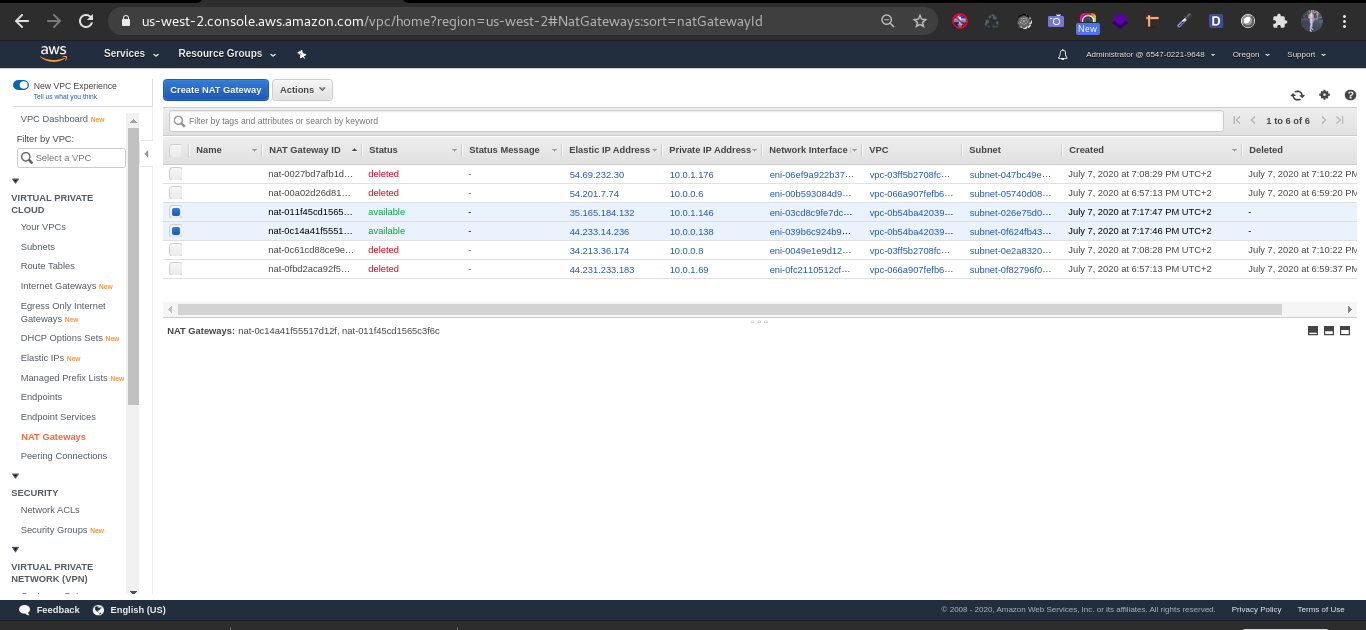 us-west-2.console.aws.amazon.com/vpc/home?region=us-west-2#NatGateways:sort=natGatewayId
New
D
aws
Services
Resource Groups
Administrator @ 6547-0221-9648
Oregon
Support
New VPC Experience
Tell us what you think
VPC Dashboard New
Filter by VPC:
Select a VPC
VIRTUAL PRIVATE
CLOUD
Your VPCs
Subnets
Route Tables
Internet Gateways New
Egress Only Internet
Gateways New
DHCP Options Sets New
Elastic IPs New
Managed Prefix Lists New
Endpoints
Endpoint Services
NAT Gateways
Peering Connections
SECURITY
Network ACLs
Security Groups New
VIRTUAL PRIVATE
NETWORK (VPN)
Create NAT Gateway
Actions
Filter by tags and attributes or search by keyword
1 to 6 of 6
Name NAT Gateway ID Status Status Message Elastic IP Address Private IP Address Network Interface VPC Subnet Created Deleted
nat-0027bd7afb1d... deleted - 54.69.232.30 10.0.1.176 eni-06ef9a922b37... vpc-03ff5b2708fc... subnet-047bc49e... July 7, 2020 at 7:08:29 PM UTC+2 July 7, 2020 at 7:10:22 PM
nat-00a02d26d81... deleted - 54.201.7.74 10.0.0.6 eni-00b593084d9... vpc-066a907fefb6... subnet-05740d08... July 7, 2020 at 6:57:13 PM UTC+2 July 7, 2020 at 6:59:20 PM
nat-011f45cd1565... available - 35.165.184.132 10.0.1.146 eni-03cd8c9fe7dc... vpc-0b54ba42039... subnet-026e75d0... July 7, 2020 at 7:17:47 PM UTC+2 -
nat-0c14a41f5551... available - 44.233.14.236 10.0.0.138 eni-039b6c924b9... vpc-0b54ba42039... subnet-0f624fb43... July 7, 2020 at 7:17:46 PM UTC+2 -
nat-0c61cd88ce9e... deleted - 34.213.36.174 10.0.0.8 eni-0049e1e9d12... vpc-03ff5b2708fc... subnet-0e2a8320... July 7, 2020 at 7:08:28 PM UTC+2 July 7, 2020 at 7:10:22 PM
nat-0fbd2aca92f5... deleted - 44.231.233.183 10.0.1.69 eni-0fc2110512cf... vpc-066a907fefb6... subnet-0f82796f0... July 7, 2020 at 6:57:13 PM UTC+2 July 7, 2020 at 6:59:37 PM
NAT Gateways: nat-0c14a41f55517d12f, nat-011f45cd1565c3f6c
Feedback
English (US)
© 2008 - 2020, Amazon Web Services, Inc. or its affiliates. All rights reserved.
Privacy Policy
Terms of Use